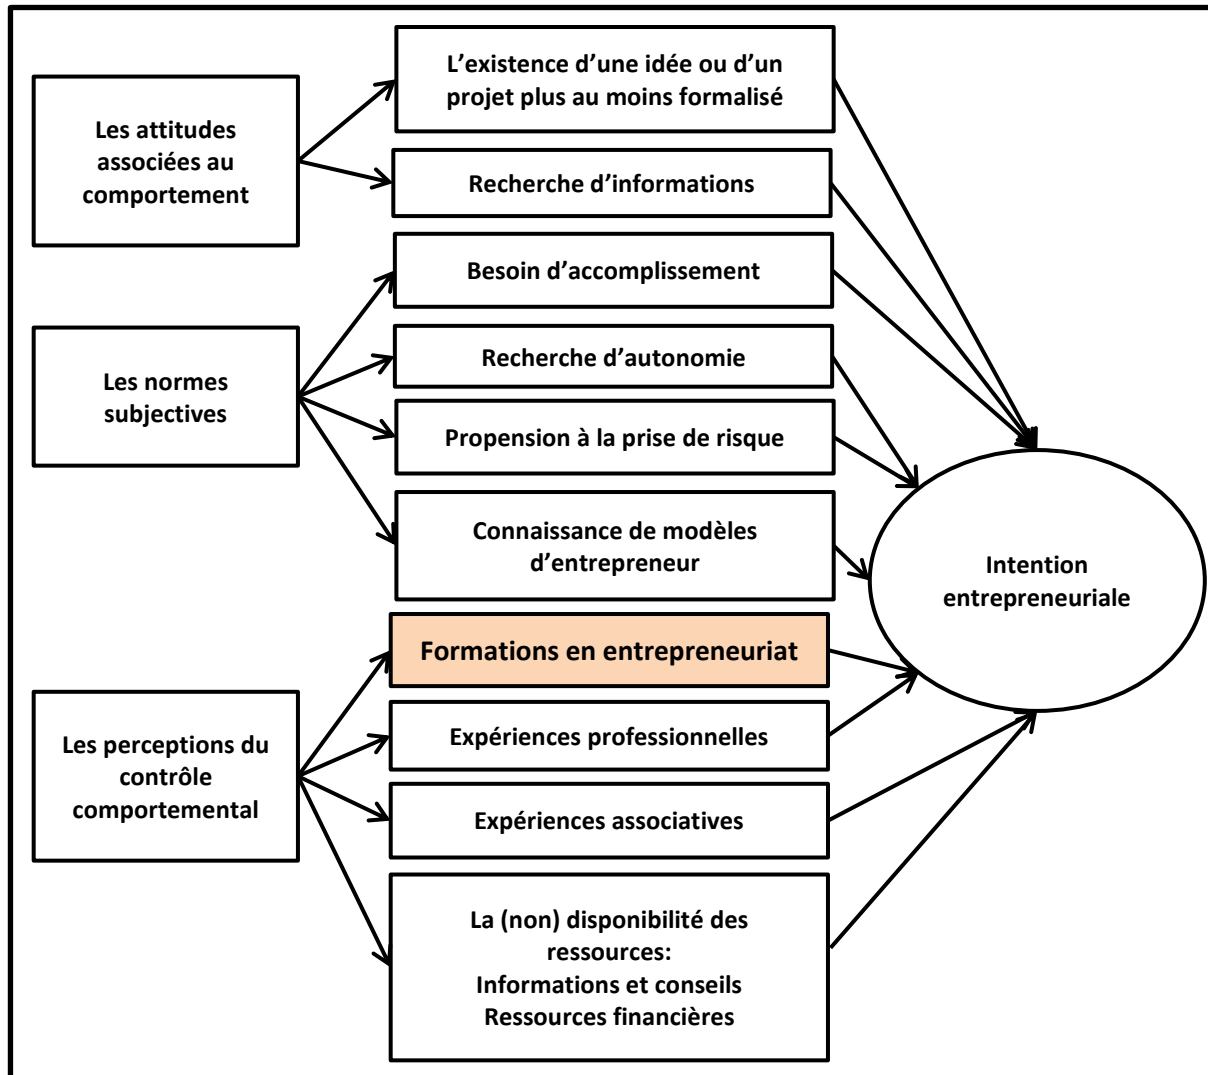 Les attitudes
associées au
comportement
L’existence d’une idée ou d’un
projet plus au moins formalisé
Recherche d’informations
Les normes
subjectives
Besoin d’accomplissement
Recherche d’autonomie
Propension à la prise de risque
Connaissance de modèles
d’entrepreneur
Les perceptions du
contrôle
comportemental
Formations en entrepreneuriat
Expériences professionnelles
Expériences associatives
La (non) disponibilité des
ressources:
Informations et conseils
Ressources financières
Intention
entrepreneuriale